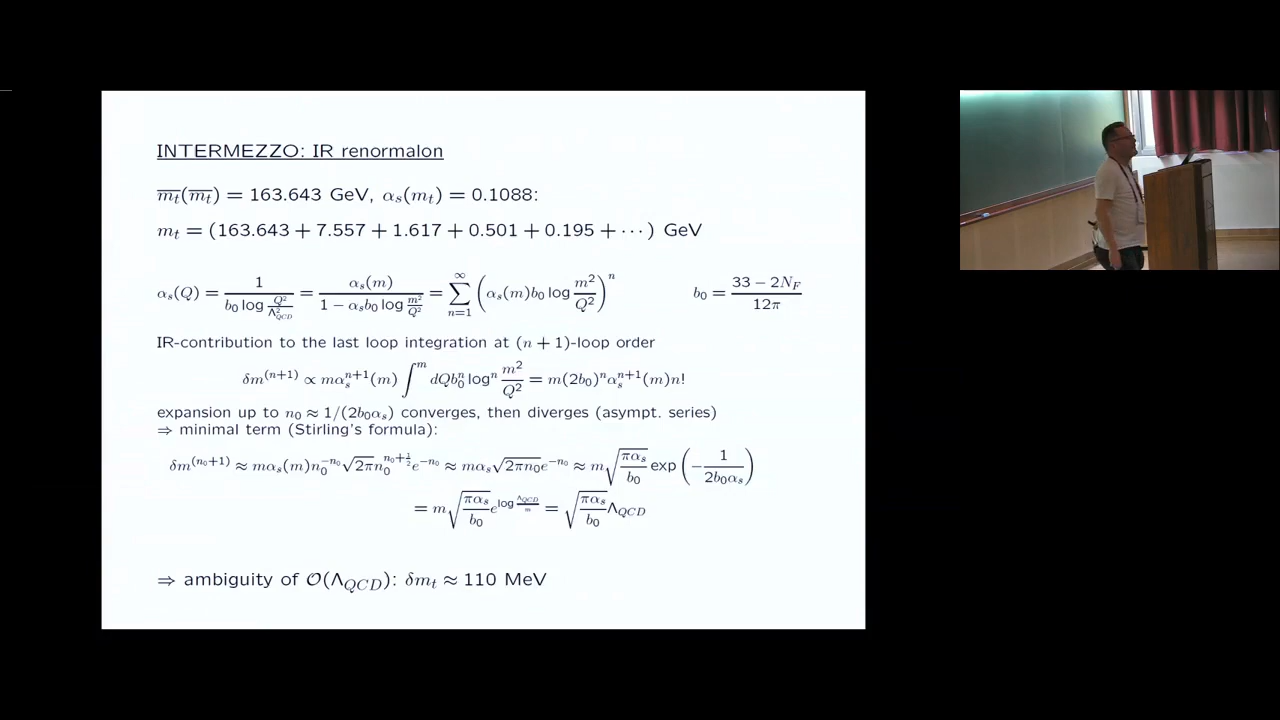 INTERMEZZO: IR renormalon
$\overline{m_t}(\overline{m_t}) = 163.643$ GeV, $\alpha_s(m_t) = 0.1088$:
$m_t = (163.643 + 7.557 + 1.617 + 0.501 + 0.195 + \cdots)$ GeV
$\alpha_s(Q) = \frac{1}{b_0 \log \frac{Q^2}{\Lambda^2_{QCD}}} = \frac{\alpha_s(m)}{1 - \alpha_s b_0 \log \frac{m^2}{Q^2}} = \sum_{n=1}^{\infty} \left( \alpha_s(m) b_0 \log \frac{m^2}{Q^2} \right)^n \quad b_0 = \frac{33 - 2N_F}{12\pi}$
IR-contribution to the last loop integration at $(n + 1)$-loop order
$\delta m^{(n+1)} \propto m\alpha_s^{n+1}(m) \int^m dQ b_0^n \log^n \frac{m^2}{Q^2} = m(2b_0)^n \alpha_s^{n+1}(m) n!$
expansion up to $n_0 \approx 1/(2b_0\alpha_s)$ converges, then diverges (asympt. series)
⇒ minimal term (Stirling's formula):
$\delta m^{(n_0+1)} \approx m\alpha_s(m) n_0^{-n_0} \sqrt{2\pi} n_0^{n_0+\frac{1}{2}} e^{-n_0} \approx m\alpha_s \sqrt{2\pi n_0} e^{-n_0} \approx m \sqrt{\frac{\pi\alpha_s}{b_0}} \exp\left( -\frac{1}{2b_0\alpha_s} \right)$
$= m \sqrt{\frac{\pi\alpha_s}{b_0}} e^{\log \frac{\Lambda_{QCD}}{m}} = \sqrt{\frac{\pi\alpha_s}{b_0}} \Lambda_{QCD}$
⇒ ambiguity of $\mathcal{O}(\Lambda_{QCD})$: $\delta m_t \approx 110$ MeV